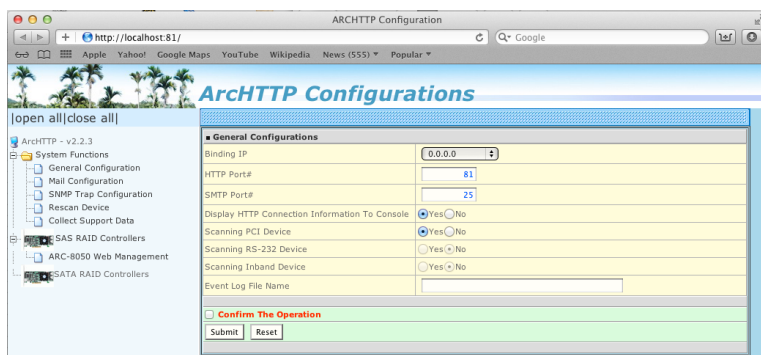 ARCHTTP Configuration
http://localhost:81/
Google
Apple Yahoo! Google Maps YouTube Wikipedia News (555) Popular
ArcHTTP Configurations
|open all|close all|
ArcHTTP - v2.2.3
System Functions
General Configuration
Mail Configuration
SNMP Trap Configuration
Rescan Device
Collect Support Data
SAS RAID Controllers
ARC-8050 Web Management
SATA RAID Controllers
General Configurations
Binding IP 0.0.0.0
HTTP Port# 81
SMTP Port# 25
Display HTTP Connection Information To Console Yes No
Scanning PCI Device Yes No
Scanning RS-232 Device Yes No
Scanning Inband Device Yes No
Event Log File Name
Confirm The Operation
Submit Reset